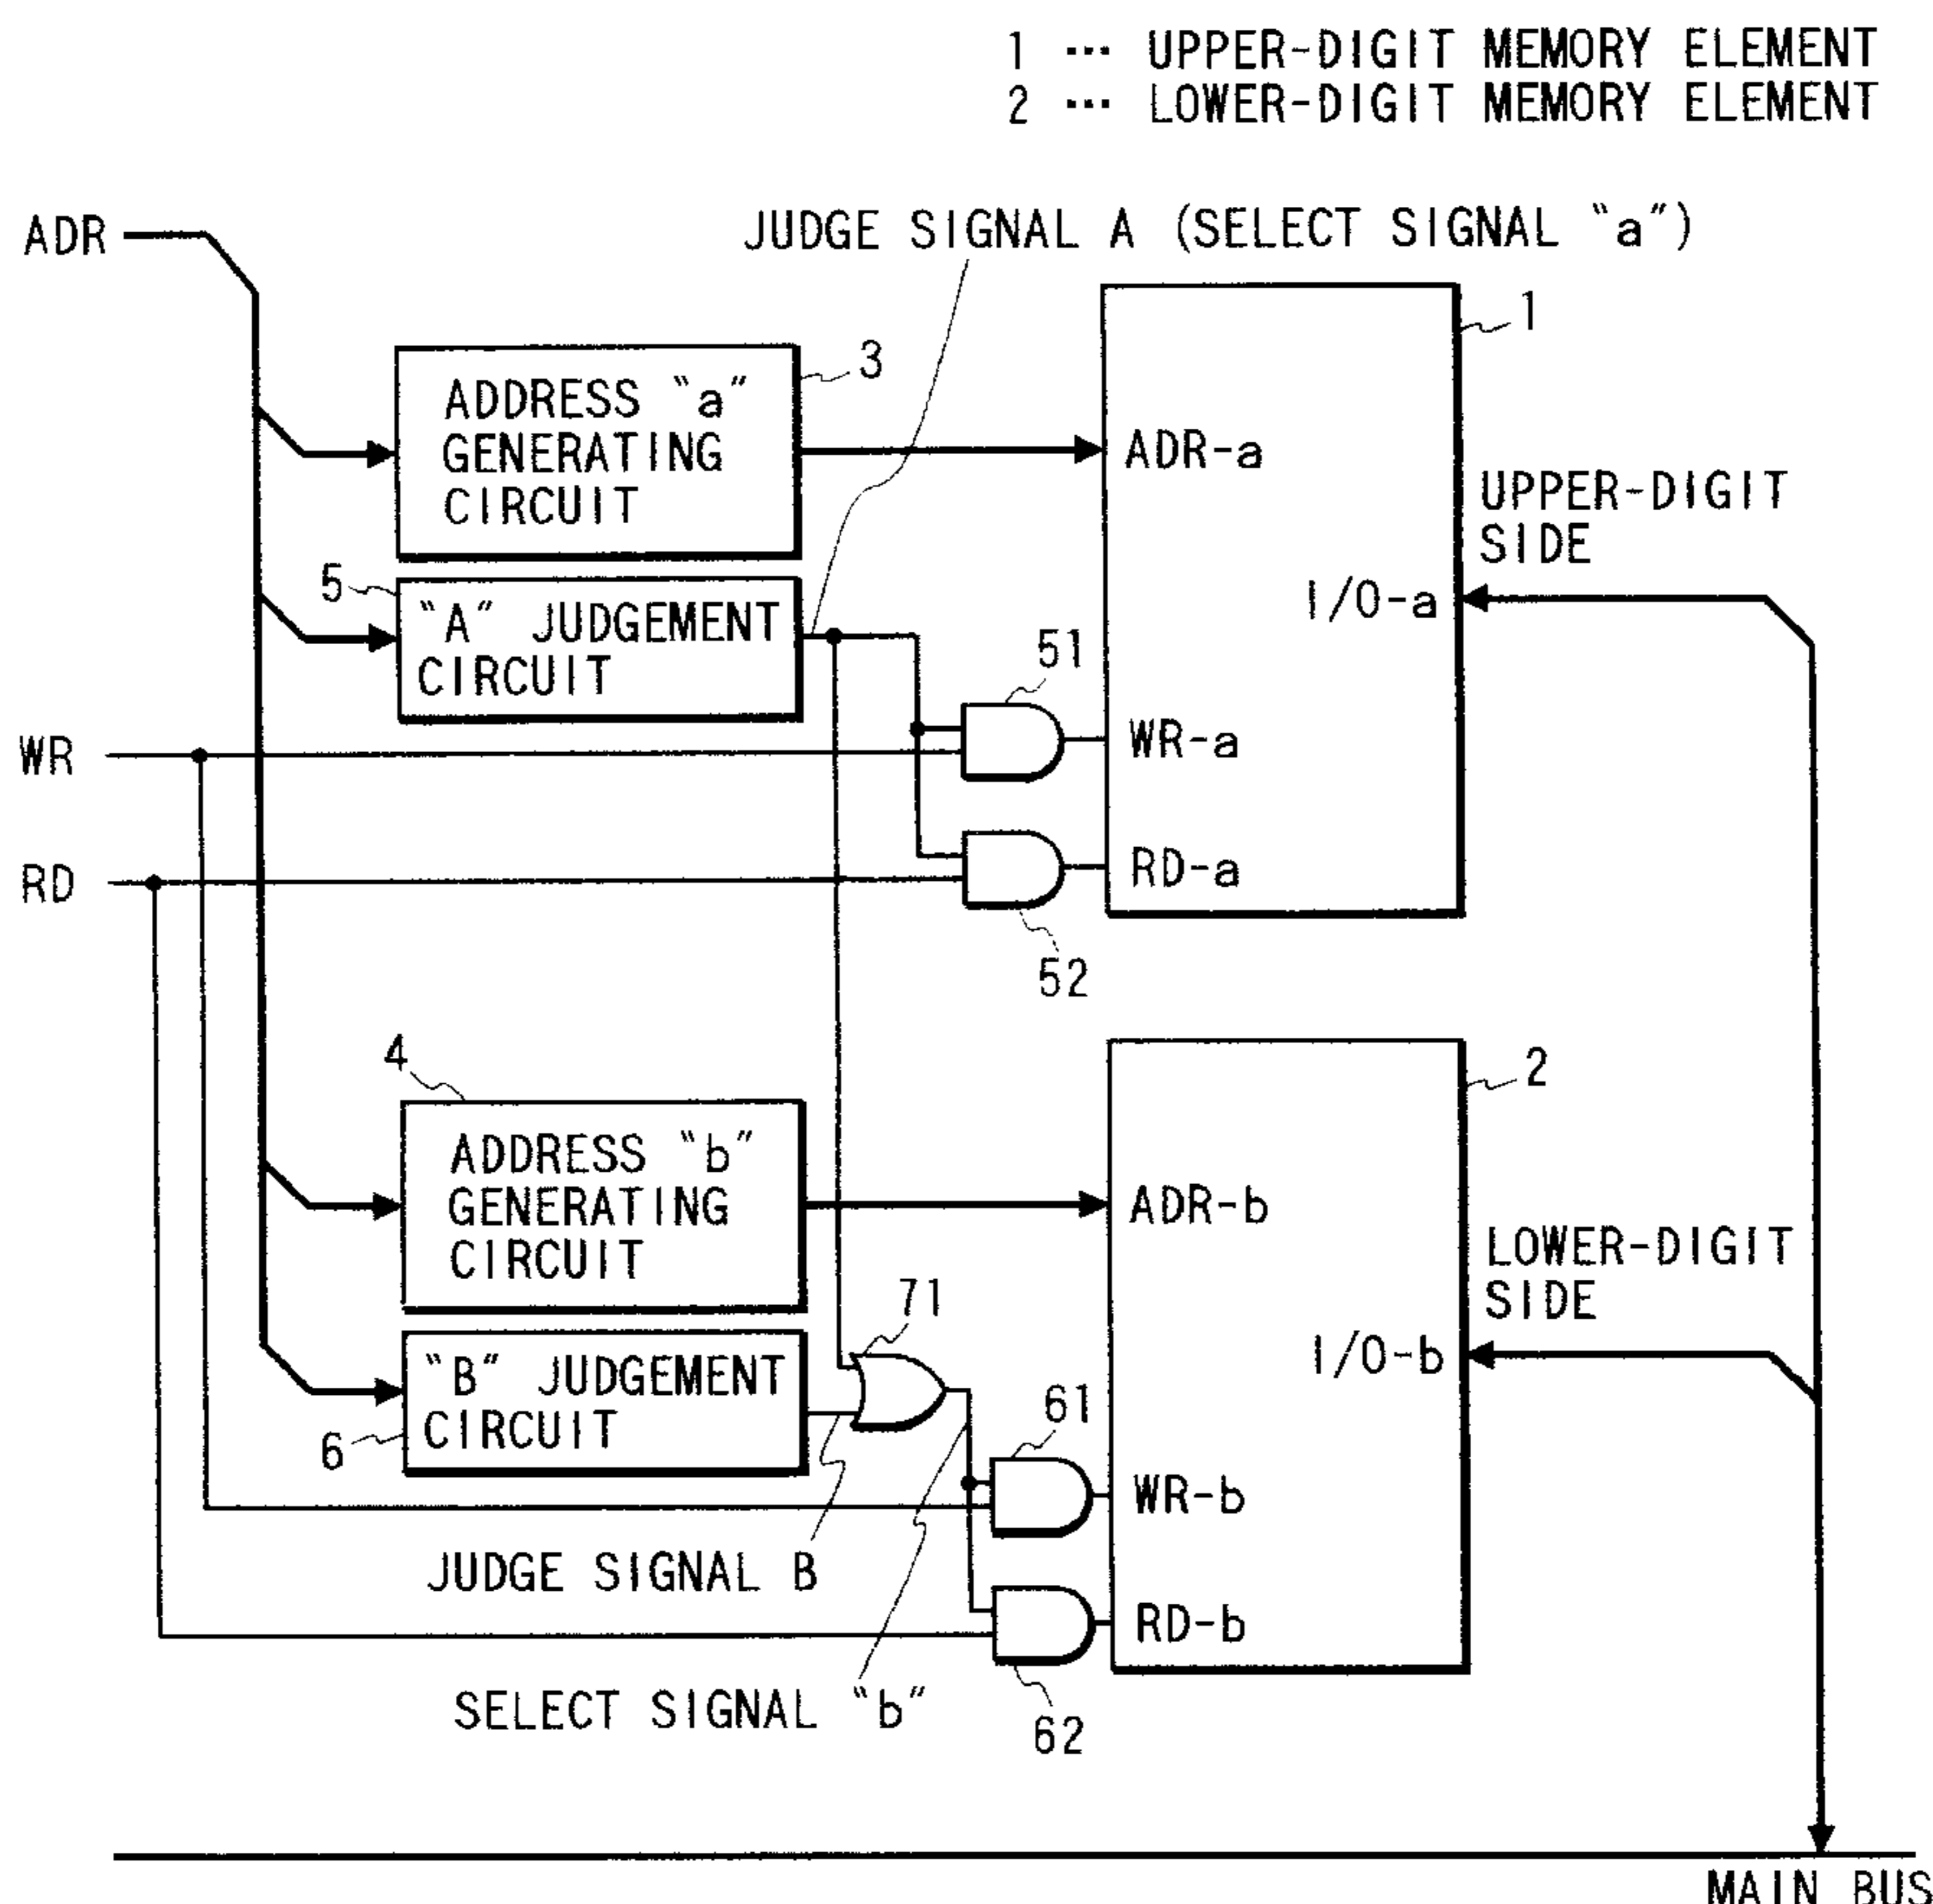 1 ••• UPPER-DIGIT MEMORY ELEMENT
2 ••• LOWER-DIGIT MEMORY ELEMENT
ADR
JUDGE SIGNAL A (SELECT SIGNAL "a")
1
3
ADDRESS "a"
GENERATING
CIRCUIT
ADR-a
UPPER-DIGIT
SIDE
5
"A" JUDGEMENT
CIRCUIT
I/O-a
51
WR
WR-a
RD
RD-a
52
4
2
ADDRESS "b"
GENERATING
CIRCUIT
ADR-b
LOWER-DIGIT
SIDE
71
"B" JUDGEMENT
CIRCUIT
I/O-b
6
61
WR-b
JUDGE SIGNAL B
RD-b
SELECT SIGNAL "b"
62
MAIN BUS